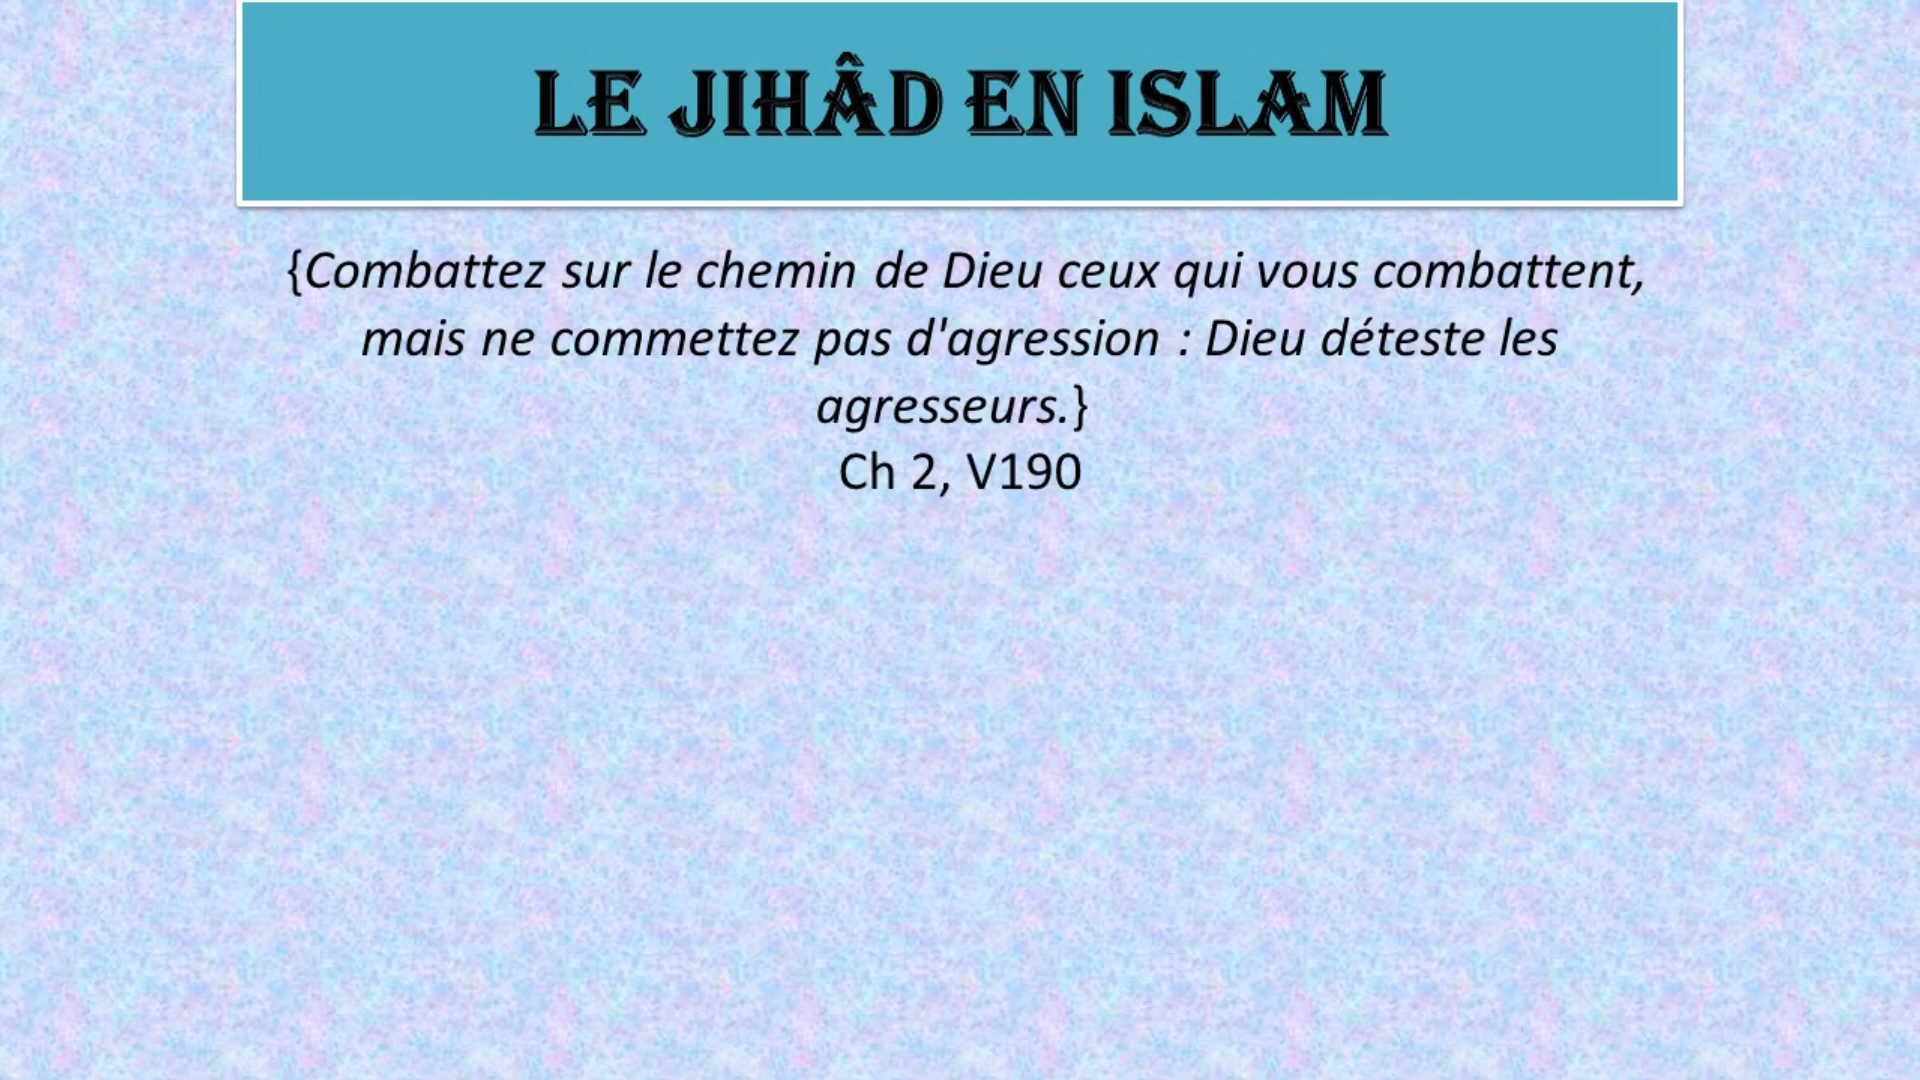 LE JIHÂD EN ISLAM
{Combattez sur le chemin de Dieu ceux qui vous combattent,
mais ne commettez pas d'agression : Dieu déteste les
agresseurs.}
Ch 2, V190